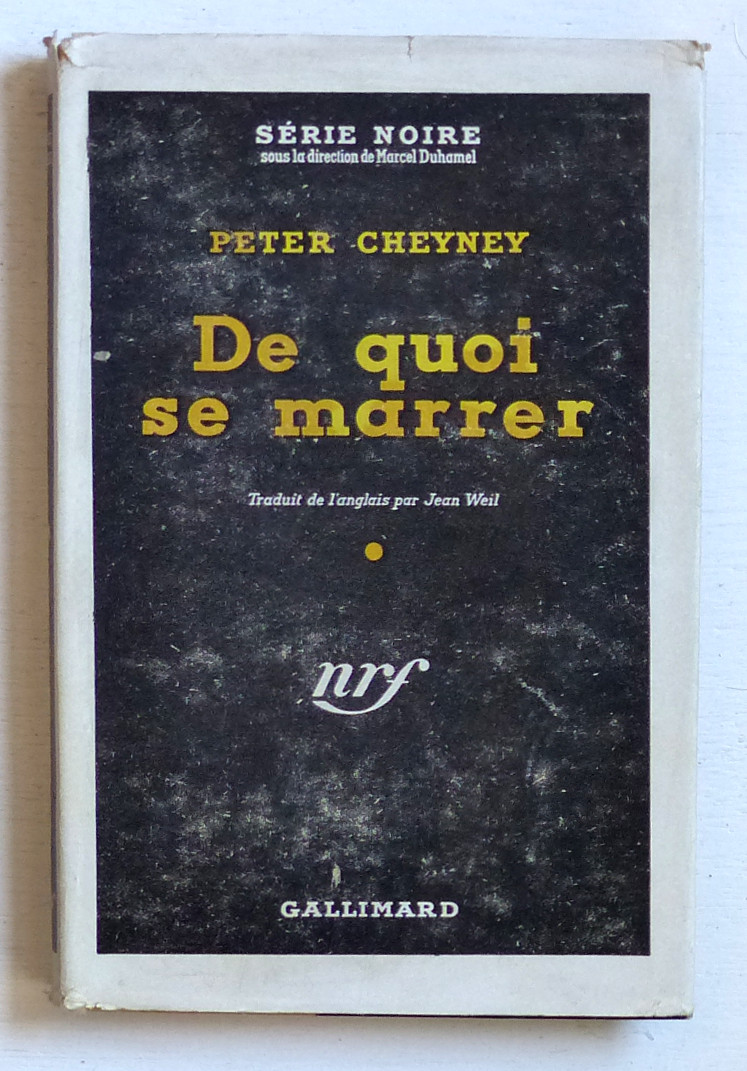 SÉRIE NOIRE
sous la direction de Marcel Duhamel
PETER CHEYNEY
De quoi
se marrer
Traduit de l'anglais par Jean Weil
nrf
GALLIMARD